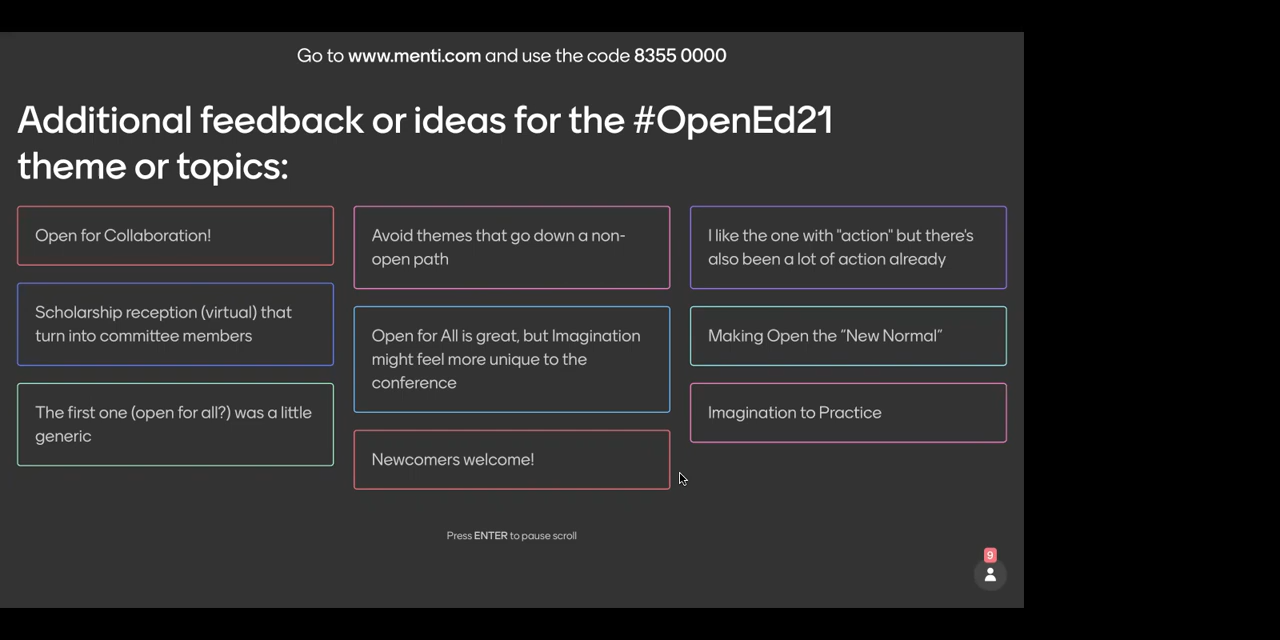 Go to www.menti.com and use the code 8355 0000
Additional feedback or ideas for the #OpenEd21
theme or topics:
Open for Collaboration!
Scholarship reception (virtual) that
turn into committee members
The first one (open for all?) was a little
generic
Avoid themes that go down a non-
open path
Open for All is great, but Imagination
might feel more unique to the
conference
Newcomers welcome!
I like the one with "action" but there's
also been a lot of action already
Making Open the “New Normal”
Imagination to Practice
Press ENTER to pause scroll
9